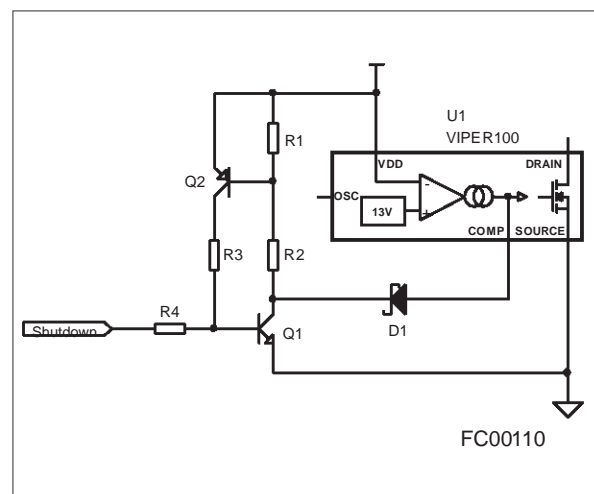 U1
VIPER100
R1
VDD
DRAIN
Q2
-
OSC
13V
+
COMP
SOURCE
R3
R2
R4
Shutdown
Q1
D1
FC00110